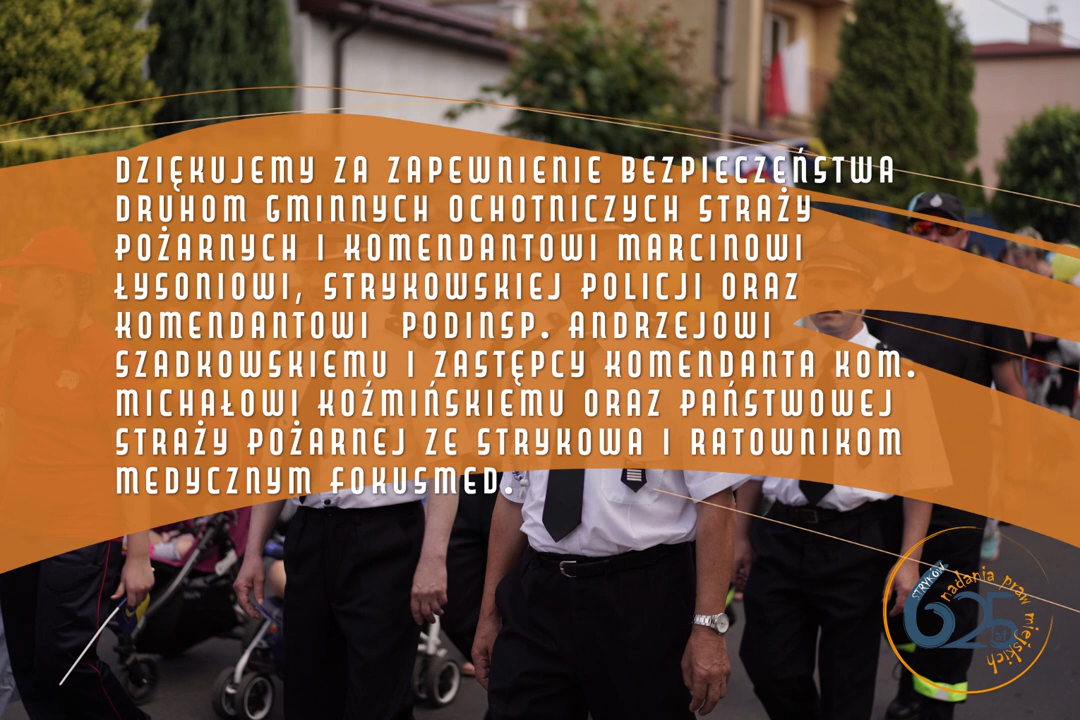 DZIĘKUJEMY ZA ZAPEWNIENIE BEZPIECZEŃSTWA
DRUHOM GMINNYCH OCHOTNICZYCH STRAŻY
POŻARNYCH I KOMENDANTOWI MARCINOWI
ŁYSONIOWI, STRYKOWSKIEJ POLICJI ORAZ
KOMENDANTOWI PODINSP. ANDRZEJOWI
SZADKOWSKIEMU I ZASTĘPCY KOMENDANTA KOM.
MICHAŁOWI KOŹMIŃSKIEMU ORAZ PAŃSTWOWEJ
STRAŻY POŻARNEJ ZE STRYKOWA I RATOWNIKOM
MEDYCZNYM FOKUSMED.
STRYKÓW
625
nadania praw miejskich